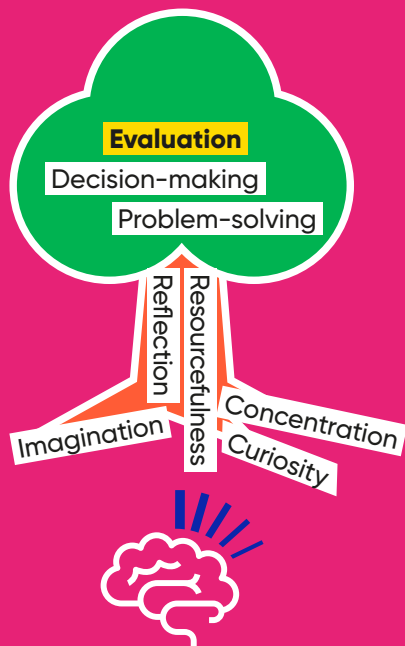 Evaluation
Decision-making
Problem-solving
Reflection
Resourcefulness
Imagination
Concentration
Curiosity